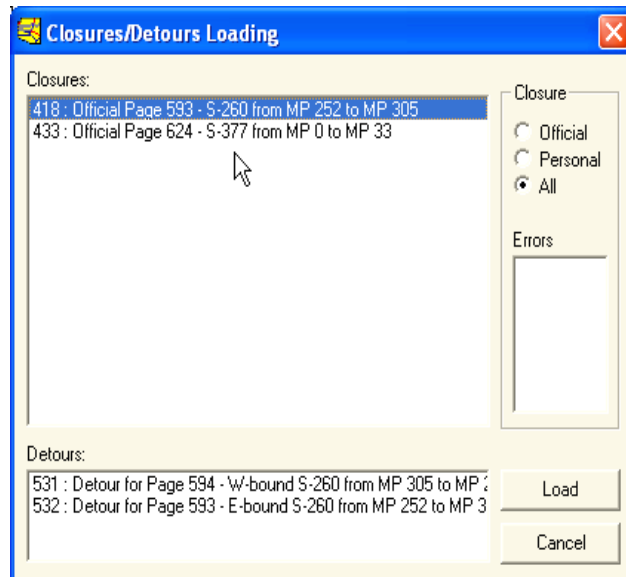 Closures/Detours Loading
Closures:
418 : Official Page 593 - S-260 from MP 252 to MP 305
433 : Official Page 624 - S-377 from MP 0 to MP 33
Closure
Official
Personal
All
Errors
Detours:
531 : Detour for Page 594 - W-bound S-260 from MP 305 to MP
532 : Detour for Page 593 - E-bound S-260 from MP 252 to MP 3
Load
Cancel